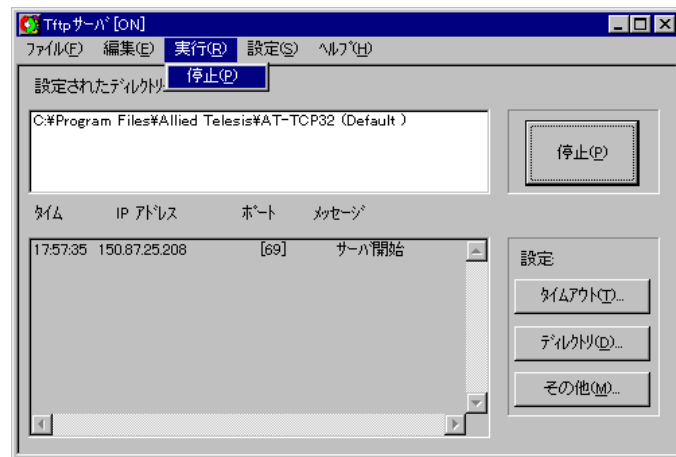 Tftpサーバ [ON]
ファイル(F) 編集(E) 実行(R) 設定(S) ヘルプ(H)
停止(P)
設定されたディレクトリ
C:¥Program Files¥Allied Telesis¥AT-TCP32 (Default )
停止(P)
タイム IP アドレス ポート メッセージ
17:57:35 150.87.25.208 [69] サーバ開始
設定:
タイムアウト(T)...
ディレクトリ(D)...
その他(M)...